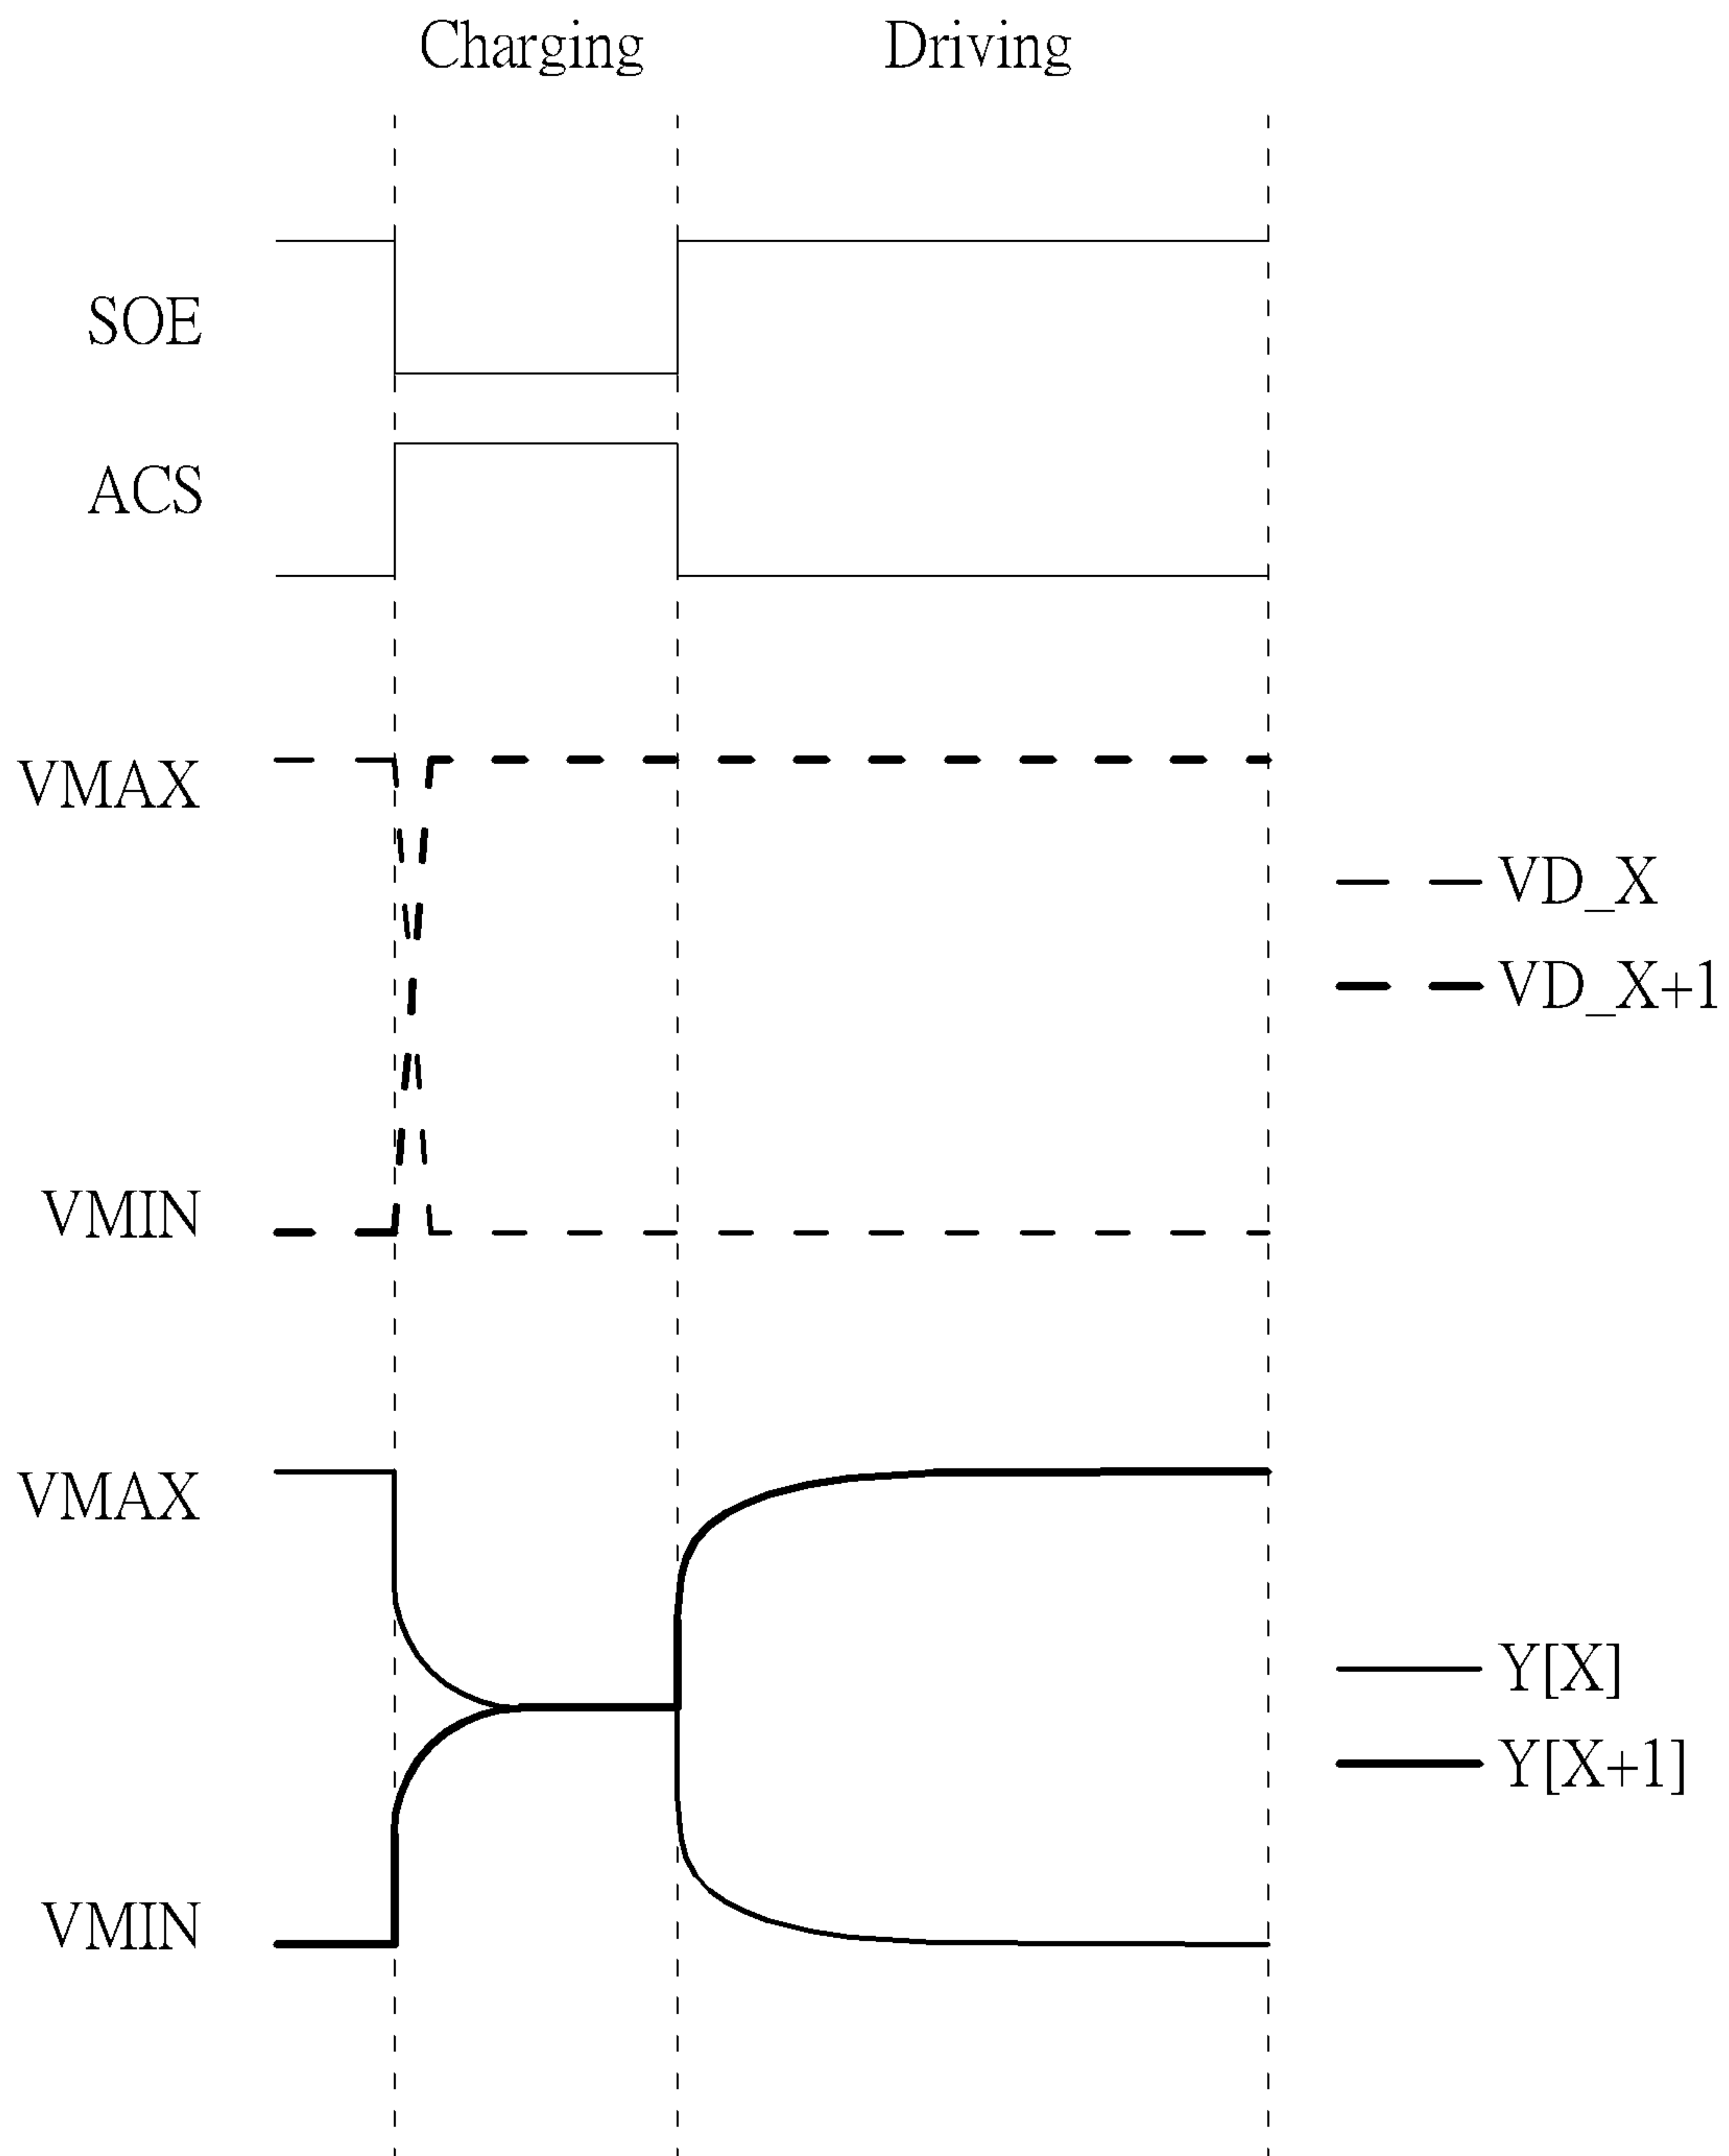 Charging
Driving
SOE
ACS
VMAX
VD_X
VD_X+1
VMIN
VMAX
Y[X]
Y[X+1]
VMIN